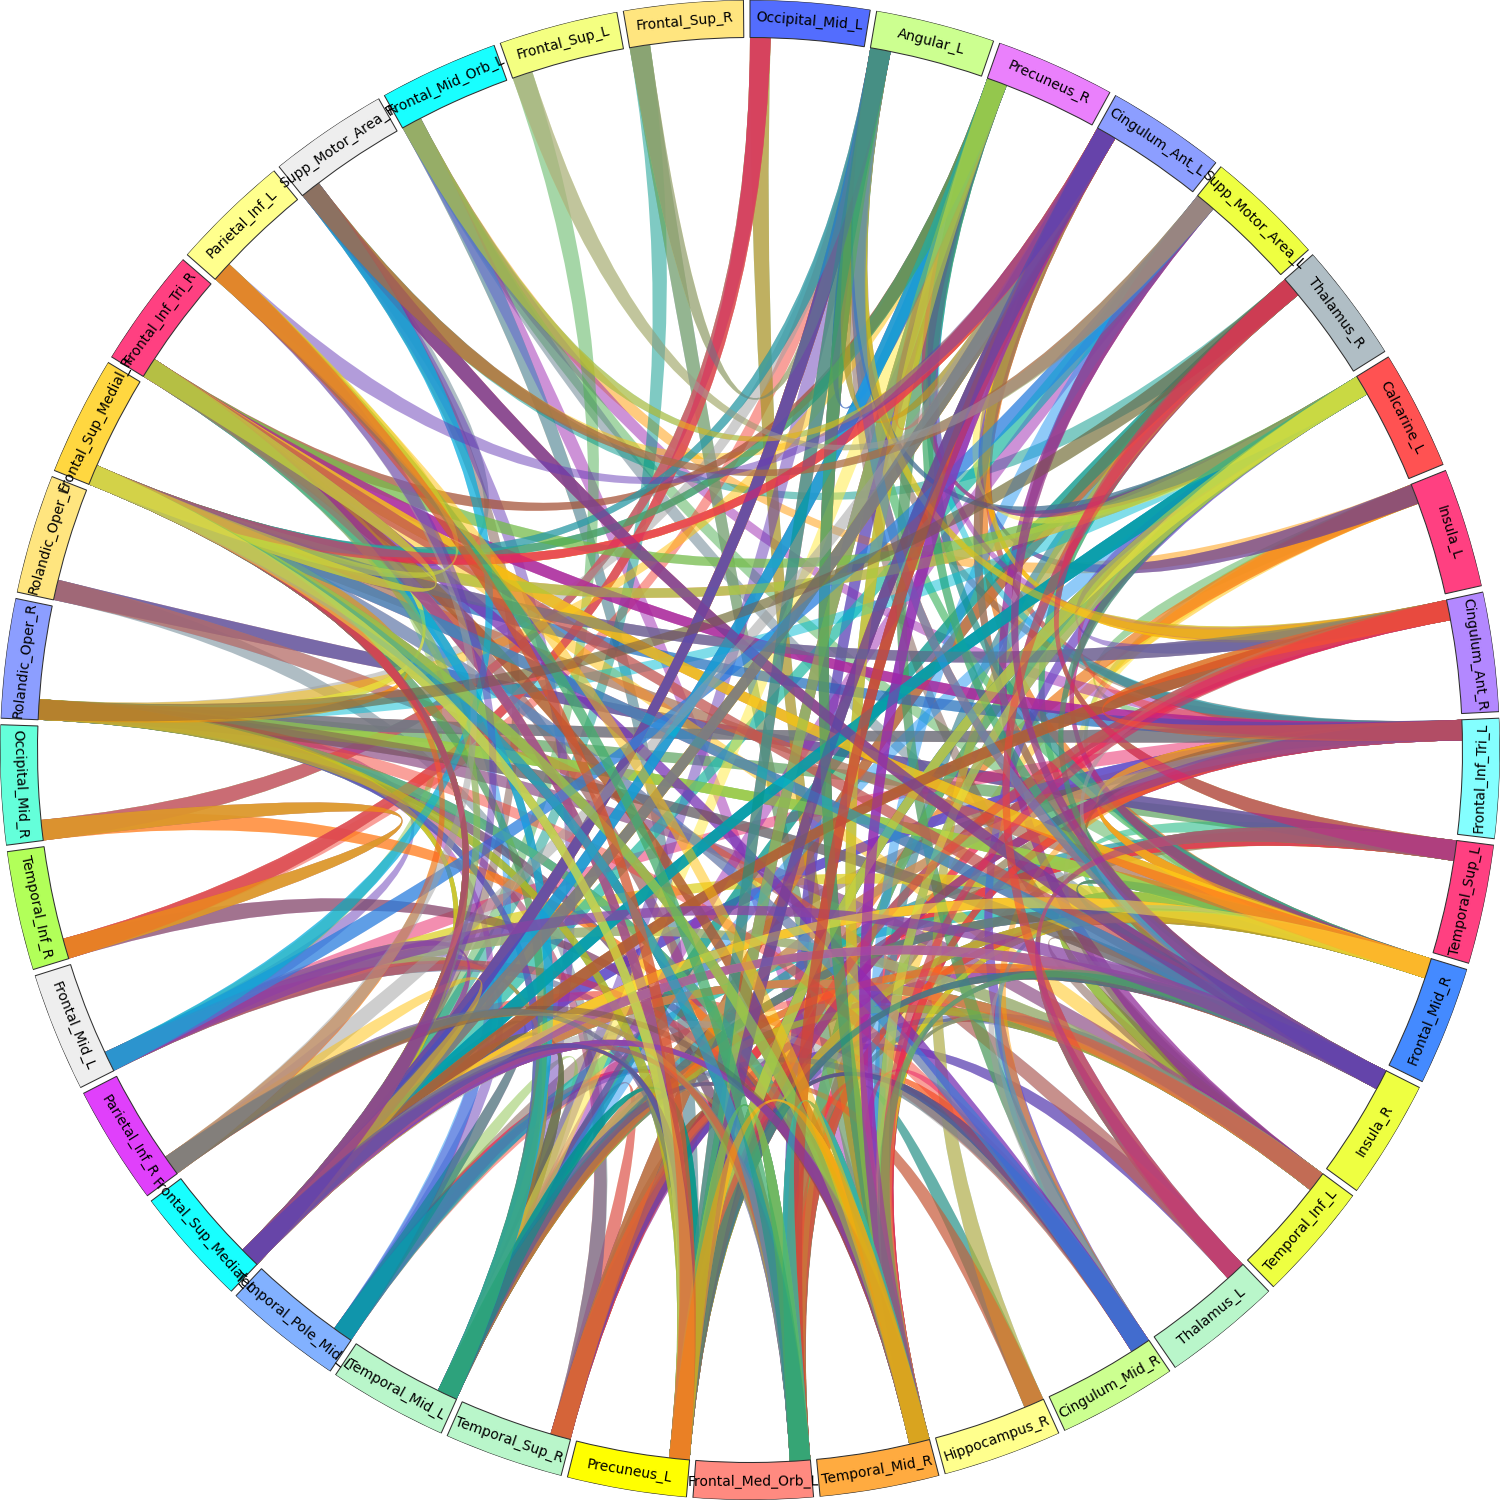 Occipital_Mid_L
Angular_L
Precuneus_R
Cingulum_Ant_L
Supp_Motor_Area_L
Thalamus_R
Calcarine_L
Insula_L
Cingulum_Ant_R
Frontal_Inf_Tri_L
Temporal_Sup_L
Frontal_Mid_R
Insula_R
Temporal_Inf_L
Thalamus_L
Cingulum_Mid_R
Hippocampus_R
Temporal_Mid_R
Frontal_Med_Orb_L
Precuneus_L
Temporal_Sup_R
Temporal_Mid_L
Temporal_Pole_Mid_L
Frontal_Sup_Medial_L
Parietal_Inf_R
Frontal_Mid_L
Temporal_Inf_R
Occipital_Mid_R
Rolandic_Oper_R
Rolandic_Oper_L
Frontal_Sup_Medial_R
Frontal_Inf_Tri_R
Parietal_Inf_L
Supp_Motor_Area_R
Frontal_Mid_Orb_L
Frontal_Sup_L
Frontal_Sup_R